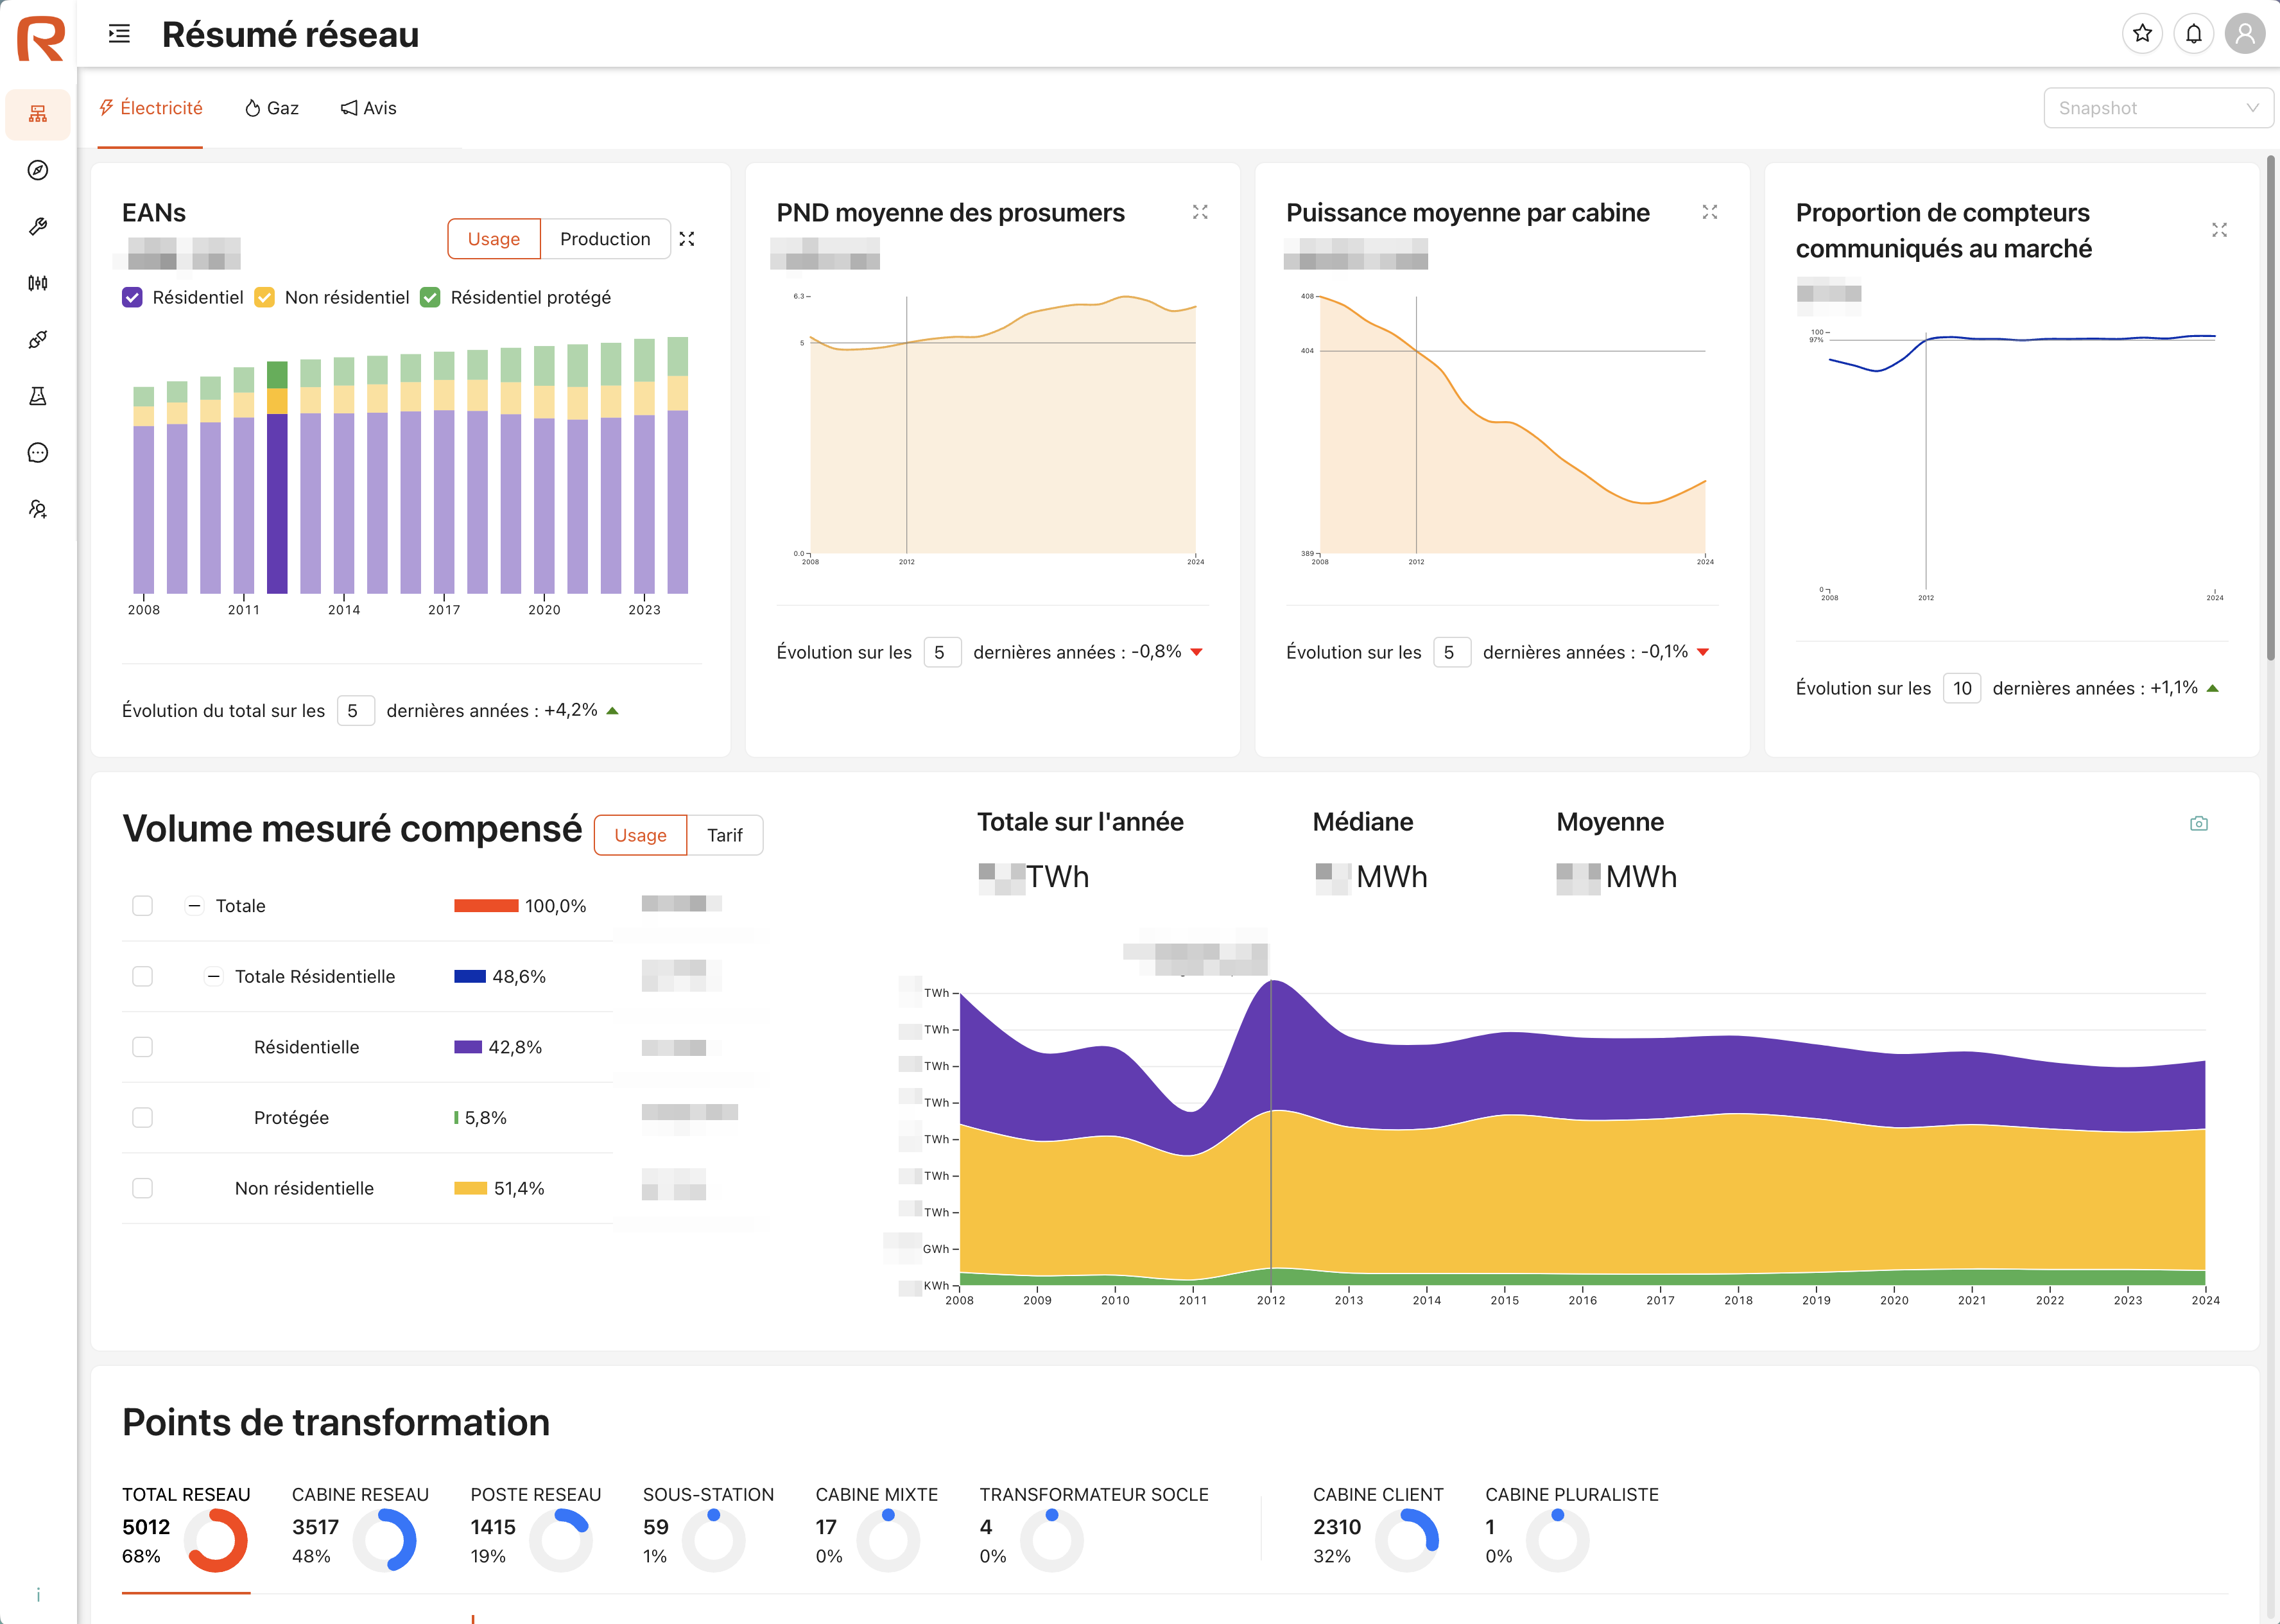 Résumé réseau
Électricité
Gaz
Avis
Snapshot
EANs
Usage
Production
Résidentiel
Non résidentiel
Résidentiel protégé
2008
2011
2014
2017
2020
2023
Évolution du total sur les 5 dernières années : +4,2%
PND moyenne des prosumers
6.3
5
0.0
2008
2012
2024
Évolution sur les 5 dernières années : -0,8%
Puissance moyenne par cabine
408
404
389
2008
2012
2024
Évolution sur les 5 dernières années : -0,1%
Proportion de compteurs
communiqués au marché
100
97%
0
2008
2012
2024
Évolution sur les 10 dernières années : +1,1%
Volume mesuré compensé
Usage
Tarif
Totale 100,0%
Totale Résidentielle 48,6%
Résidentielle 42,8%
Protégée 5,8%
Non résidentielle 51,4%
Totale sur l'année
TWh
Médiane
MWh
Moyenne
MWh
TWh
TWh
TWh
TWh
TWh
TWh
TWh
GWh
KWh
2008
2009
2010
2011
2012
2013
2014
2015
2016
2017
2018
2019
2020
2021
2022
2023
2024
Points de transformation
TOTAL RESEAU
5012
68%
CABINE RESEAU
3517
48%
POSTE RESEAU
1415
19%
SOUS-STATION
59
1%
CABINE MIXTE
17
0%
TRANSFORMATEUR SOCLE
4
0%
CABINE CLIENT
2310
32%
CABINE PLURALISTE
1
0%